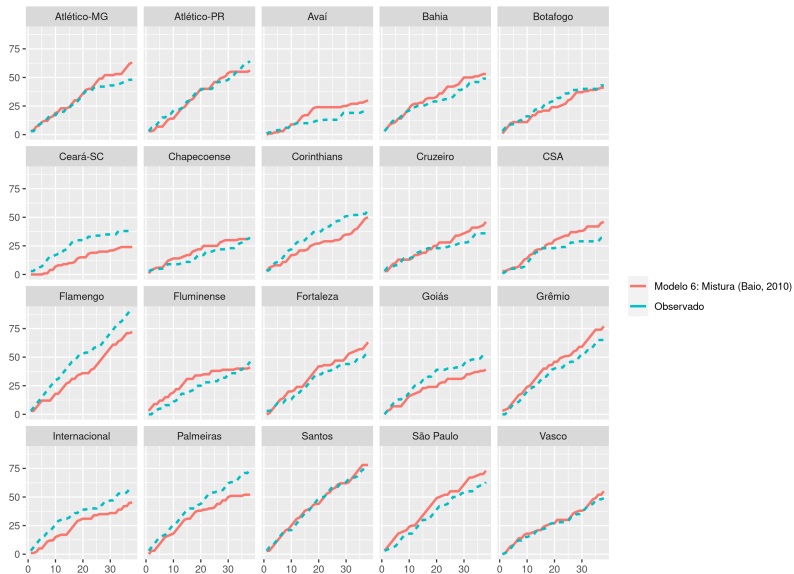 Atlético-MG Atlético-PR Avaí Bahia Botafogo
75
50
25
0
Ceará-SC Chapecoense Corinthians Cruzeiro CSA
75
50
25
0
Modelo 6: Mistura (Baio, 2010)
Observado
Flamengo Fluminense Fortaleza Goiás Grêmio
75
50
25
0
Internacional Palmeiras Santos São Paulo Vasco
75
50
25
0
0 10 20 30 0 10 20 30 0 10 20 30 0 10 20 30 0 10 20 30